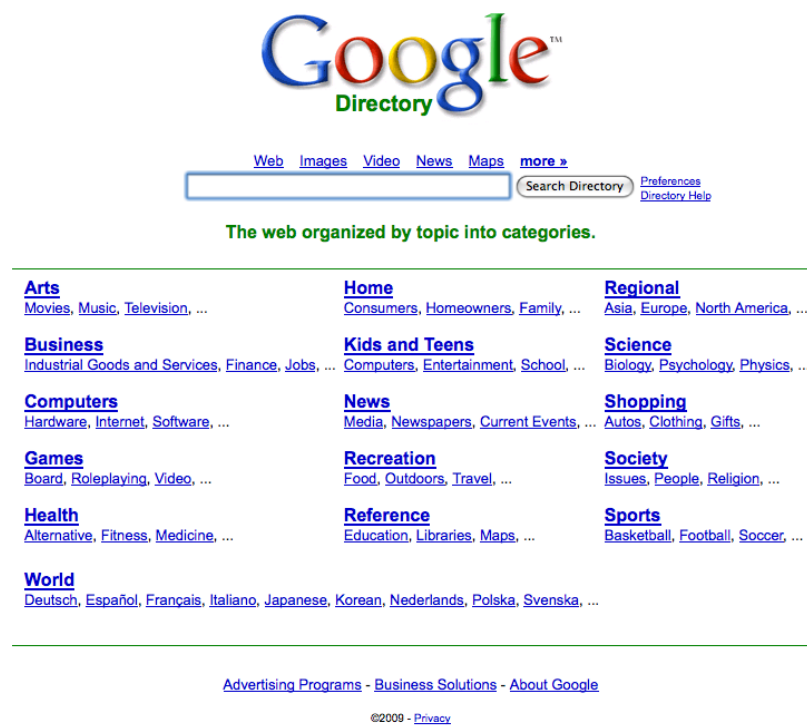 Google™
Directory
Web Images Video News Maps more »
Search Directory
Preferences
Directory Help
The web organized by topic into categories.
Arts
Movies, Music, Television, ...
Home
Consumers, Homeowners, Family, ...
Regional
Asia, Europe, North America, ...
Business
Industrial Goods and Services, Finance, Jobs, ...
Kids and Teens
Computers, Entertainment, School, ...
Science
Biology, Psychology, Physics, ...
Computers
Hardware, Internet, Software, ...
News
Media, Newspapers, Current Events, ...
Shopping
Autos, Clothing, Gifts, ...
Games
Board, Roleplaying, Video, ...
Recreation
Food, Outdoors, Travel, ...
Society
Issues, People, Religion, ...
Health
Alternative, Fitness, Medicine, ...
Reference
Education, Libraries, Maps, ...
Sports
Basketball, Football, Soccer, ...
World
Deutsch, Español, Français, Italiano, Japanese, Korean, Nederlands, Polska, Svenska, ...
Advertising Programs - Business Solutions - About Google
©2009 - Privacy